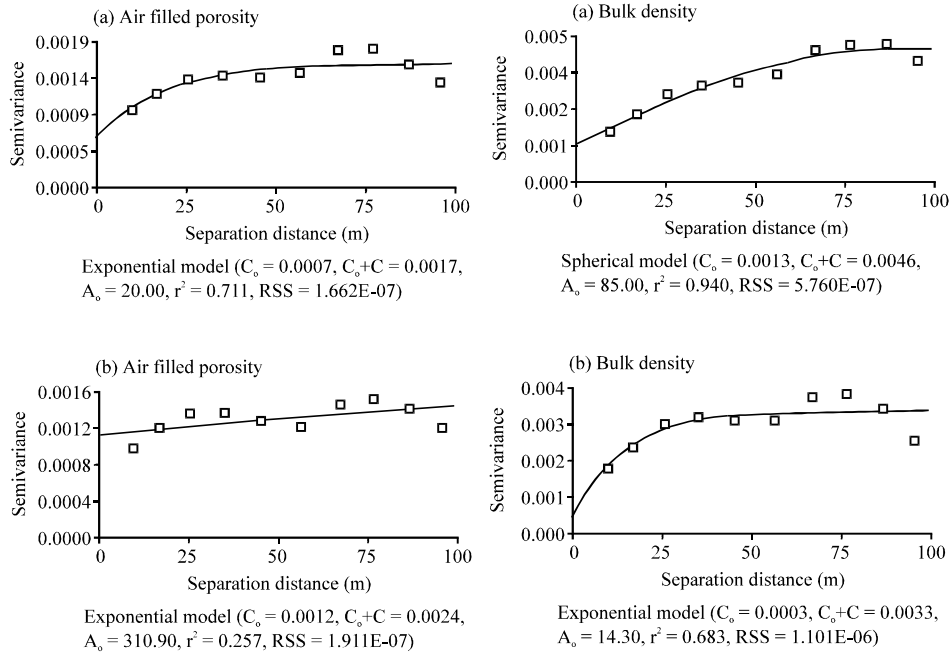 (a) Air filled porosity
0.0019
0.0014
0.0009
0.0005
0.0000
Semivariance
0 25 50 75 100
Separation distance (m)
Exponential model (Cₒ = 0.0007, Cₒ+C = 0.0017,
Aₒ = 20.00, r² = 0.711, RSS = 1.662E-07)
(a) Bulk density
0.005
0.004
0.002
0.001
0.000
Semivariance
0 25 50 75 100
Separation distance (m)
Spherical model (Cₒ = 0.0013, Cₒ+C = 0.0046,
Aₒ = 85.00, r² = 0.940, RSS = 5.760E-07)
(b) Air filled porosity
0.0016
0.0012
0.0008
0.0004
0.0000
Semivariance
0 25 50 75 100
Separation distance (m)
Exponential model (Cₒ = 0.0012, Cₒ+C = 0.0024,
Aₒ = 310.90, r² = 0.257, RSS = 1.911E-07)
(b) Bulk density
0.004
0.003
0.002
0.001
0.000
Semivariance
0 25 50 75 100
Separation distance (m)
Exponential model (Cₒ = 0.0003, Cₒ+C = 0.0033,
Aₒ = 14.30, r² = 0.683, RSS = 1.101E-06)